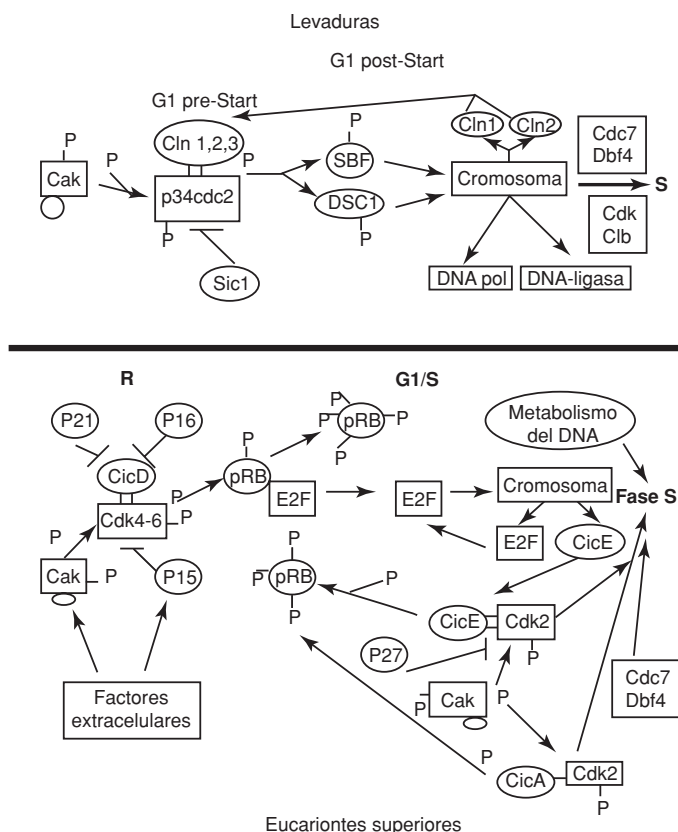 Levaduras
G1 post-Start
G1 pre-Start
P
P
Cak
Cln 1,2,3
p34cdc2
P
P
Sic1
P
SBF
DSC1
P
Cln1
Cln2
Cromosoma
DNA pol
DNA-ligasa
Cdc7
Dbf4
S
Cdk
Clb
R
G1/S
P21
P16
CicD
Cdk4-6
P
P
P
Cak
P
P15
Factores
extracelulares
P
pRB
E2F
P
P
pRB
P
P
E2F
Cromosoma
E2F
CicE
Metabolismo
del DNA
Fase S
P
P
pRB
P
P
CicE
Cdk2
P
P27
P
Cak
P
P
P
CicA
Cdk2
P
Cdc7
Dbf4
Eucariontes superiores